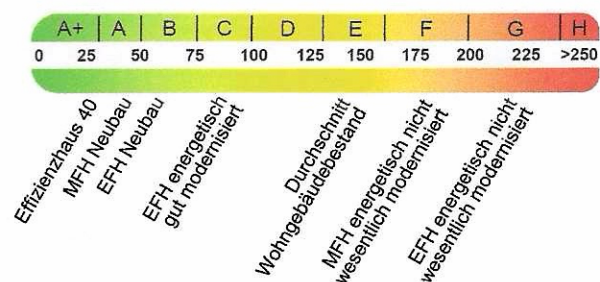 A+ A B C D E F G H
0 25 50 75 100 125 150 175 200 225 >250
Effizienzhaus 40
MFH Neubau
EFH Neubau
EFH energetisch
gut modernisiert
Durchschnitt
Wohngebäudebestand
MFH energetisch nicht
wesentlich modernisiert
EFH energetisch nicht
wesentlich modernisiert